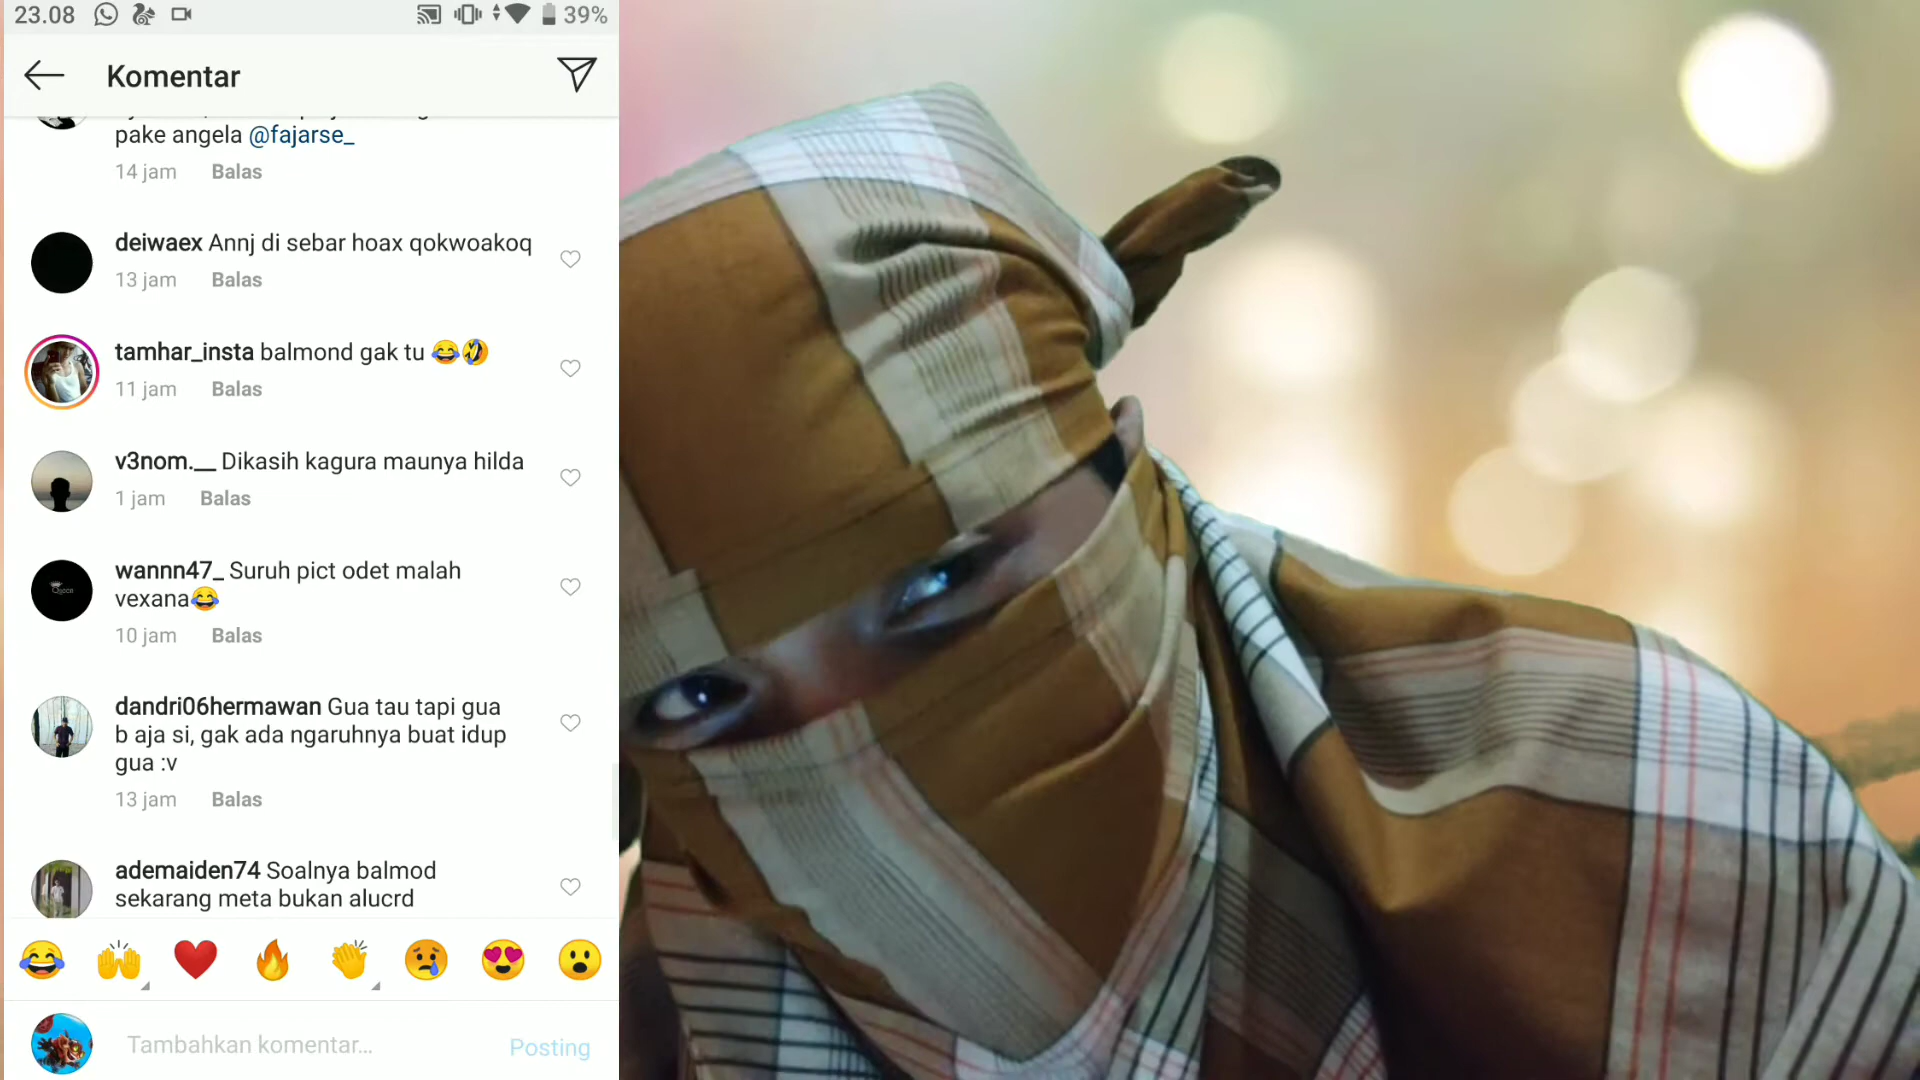 23.08
39%
Komentar
pake angela @fajarse_
14 jam Balas
deiwaex Annj di sebar hoax qokwoakoq
13 jam Balas
tamhar_insta balmond gak tu 😂🤣
11 jam Balas
v3nom.__ Dikasih kagura maunya hilda
1 jam Balas
wannn47_ Suruh pict odet malah
vexana😂
10 jam Balas
dandri06hermawan Gua tau tapi gua
b aja si, gak ada ngaruhnya buat idup
gua :v
13 jam Balas
ademaiden74 Soalnya balmod
sekarang meta bukan alucrd
Tambahkan komentar...
Posting